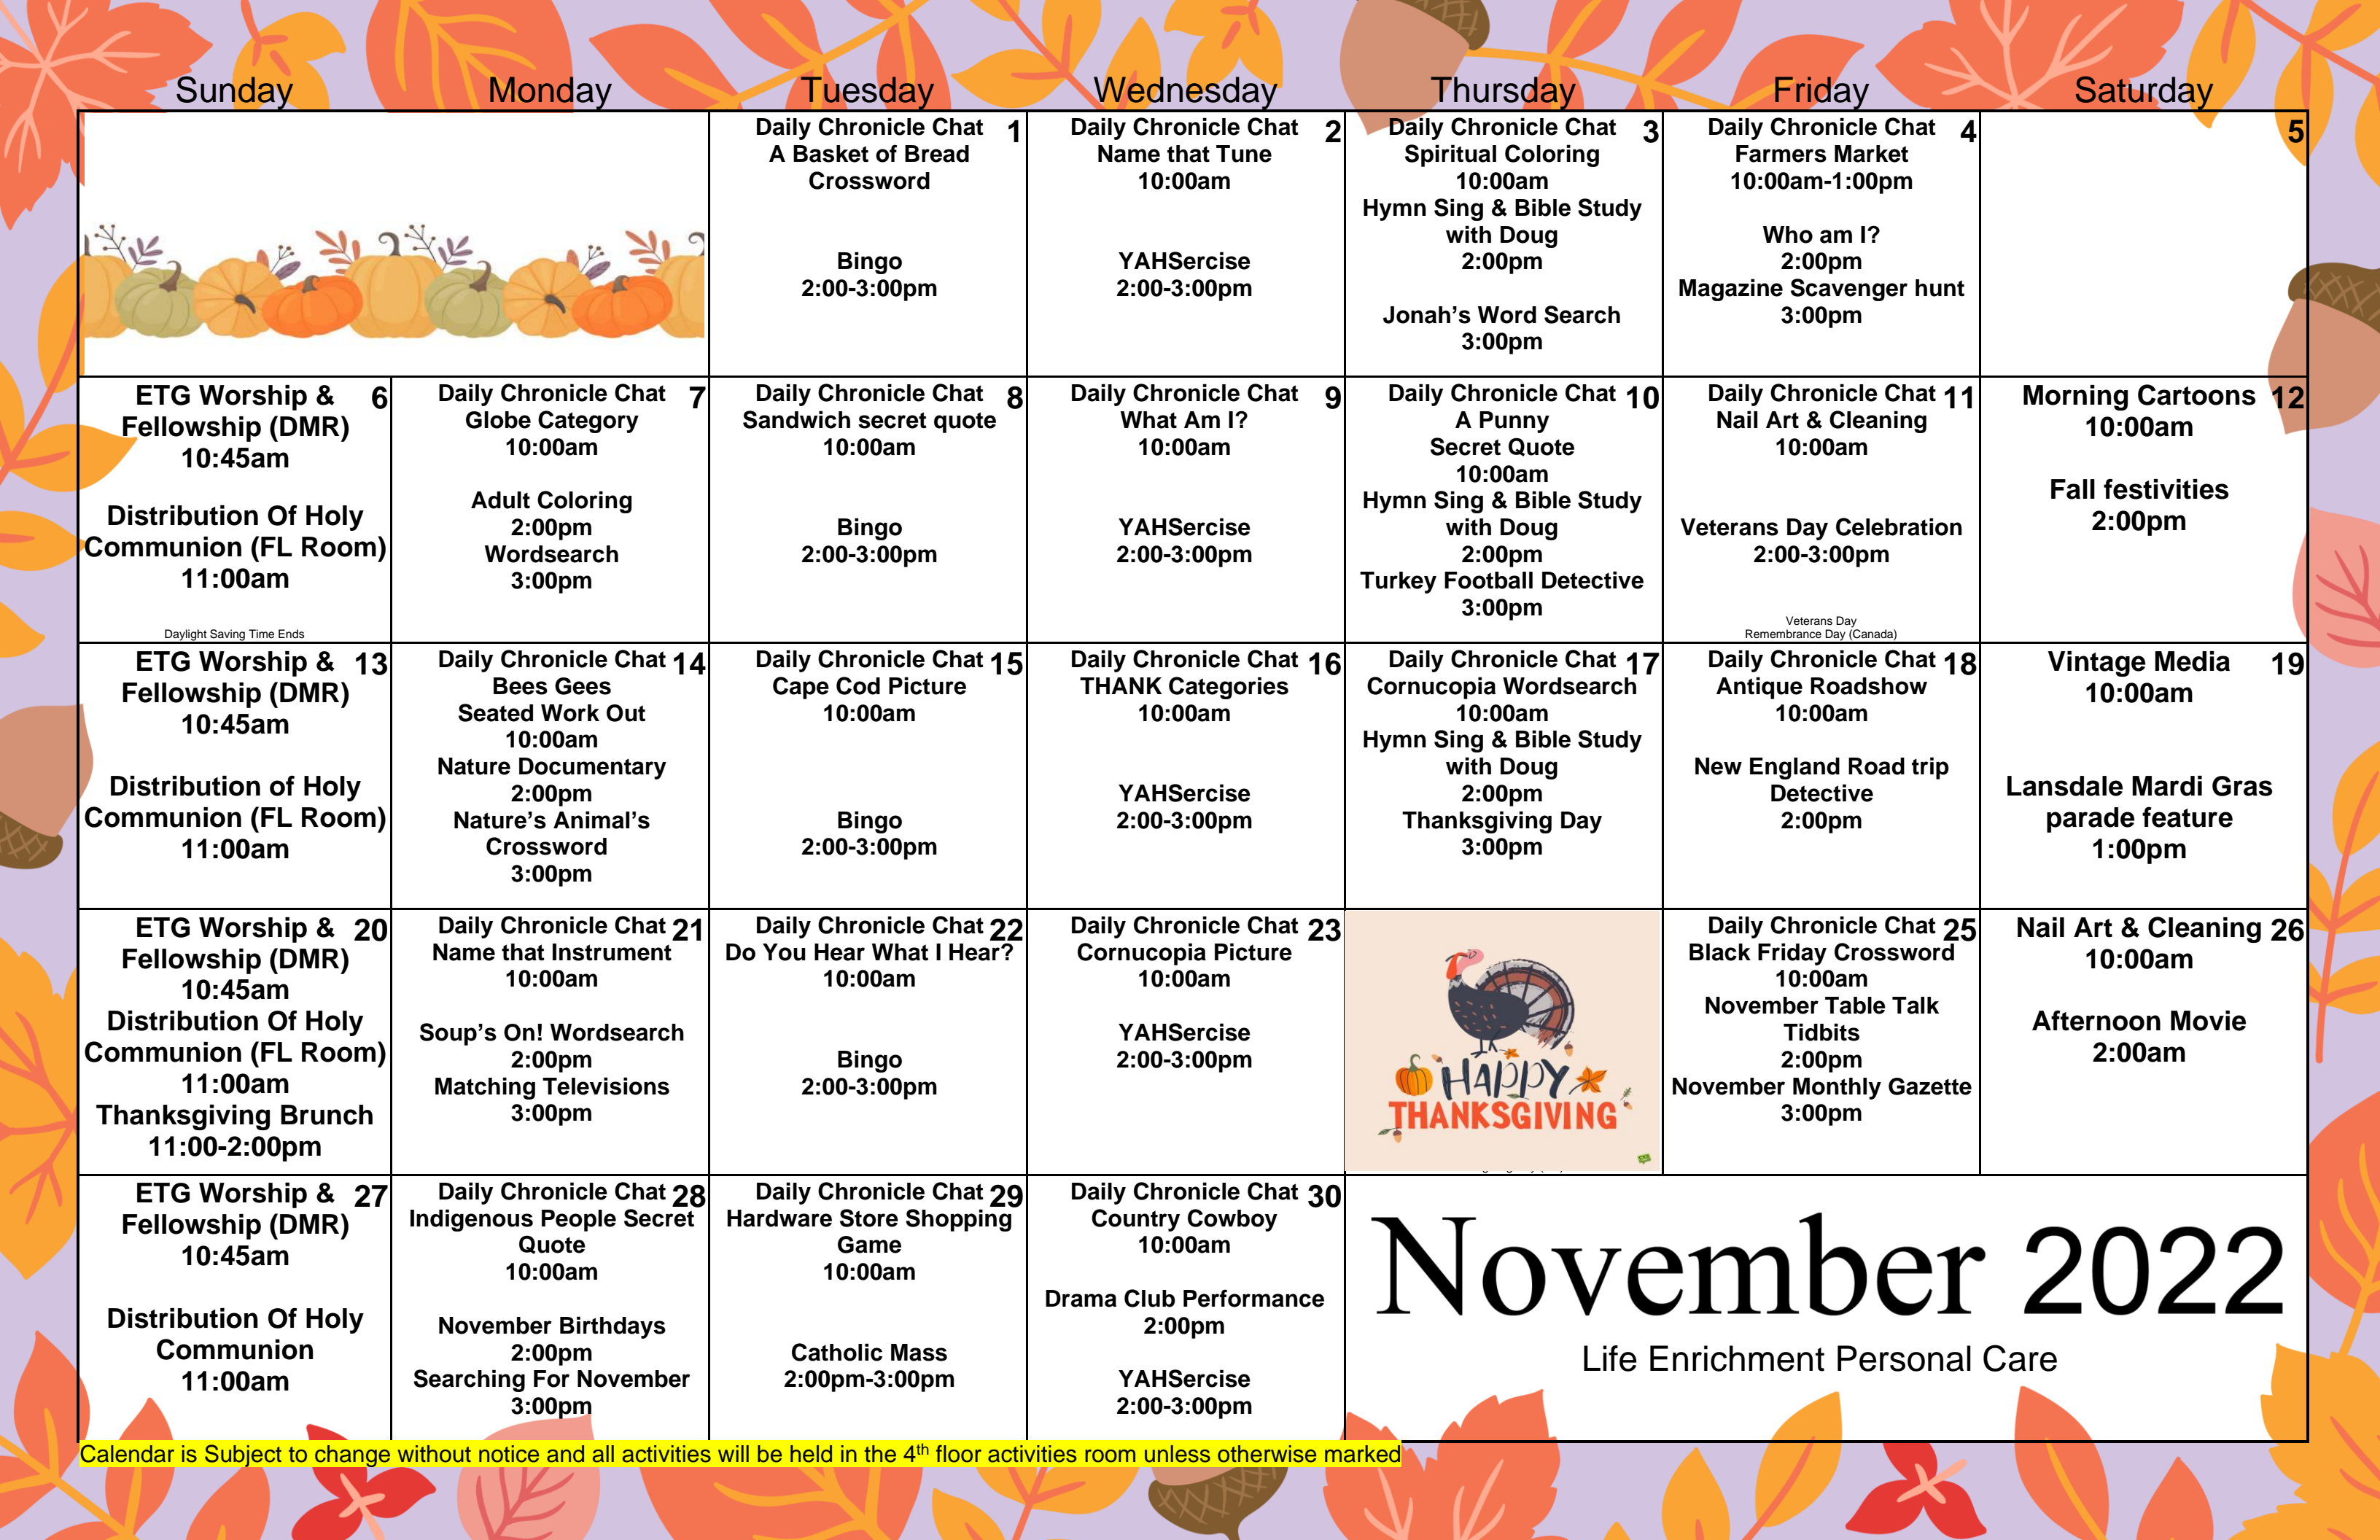 Sunday Monday Tuesday Wednesday Thursday Friday Saturday
Daily Chronicle Chat 1
A Basket of Bread
Crossword
Bingo
2:00-3:00pm
Daily Chronicle Chat 2
Name that Tune
10:00am
YAHSercise
2:00-3:00pm
Daily Chronicle Chat 3
Spiritual Coloring
10:00am
Hymn Sing & Bible Study
with Doug
2:00pm
Jonah’s Word Search
3:00pm
Daily Chronicle Chat 4
Farmers Market
10:00am-1:00pm
Who am I?
2:00pm
Magazine Scavenger hunt
3:00pm
5
ETG Worship & 6
Fellowship (DMR)
10:45am
Distribution Of Holy
Communion (FL Room)
11:00am
Daylight Saving Time Ends
Daily Chronicle Chat 7
Globe Category
10:00am
Adult Coloring
2:00pm
Wordsearch
3:00pm
Daily Chronicle Chat 8
Sandwich secret quote
10:00am
Bingo
2:00-3:00pm
Daily Chronicle Chat 9
What Am I?
10:00am
YAHSercise
2:00-3:00pm
Daily Chronicle Chat 10
A Punny
Secret Quote
10:00am
Hymn Sing & Bible Study
with Doug
2:00pm
Turkey Football Detective
3:00pm
Daily Chronicle Chat 11
Nail Art & Cleaning
10:00am
Veterans Day Celebration
2:00-3:00pm
Veterans Day
Remembrance Day (Canada)
Morning Cartoons 12
10:00am
Fall festivities
2:00pm
ETG Worship & 13
Fellowship (DMR)
10:45am
Distribution of Holy
Communion (FL Room)
11:00am
Daily Chronicle Chat 14
Bees Gees
Seated Work Out
10:00am
Nature Documentary
2:00pm
Nature’s Animal’s
Crossword
3:00pm
Daily Chronicle Chat 15
Cape Cod Picture
10:00am
Bingo
2:00-3:00pm
Daily Chronicle Chat 16
THANK Categories
10:00am
YAHSercise
2:00-3:00pm
Daily Chronicle Chat 17
Cornucopia Wordsearch
10:00am
Hymn Sing & Bible Study
with Doug
2:00pm
Thanksgiving Day
3:00pm
Daily Chronicle Chat 18
Antique Roadshow
10:00am
New England Road trip
Detective
2:00pm
Vintage Media 19
10:00am
Lansdale Mardi Gras
parade feature
1:00pm
ETG Worship & 20
Fellowship (DMR)
10:45am
Distribution Of Holy
Communion (FL Room)
11:00am
Thanksgiving Brunch
11:00-2:00pm
Daily Chronicle Chat 21
Name that Instrument
10:00am
Soup’s On! Wordsearch
2:00pm
Matching Televisions
3:00pm
Daily Chronicle Chat 22
Do You Hear What I Hear?
10:00am
Bingo
2:00-3:00pm
Daily Chronicle Chat 23
Cornucopia Picture
10:00am
YAHSercise
2:00-3:00pm
HAPPY
THANKSGIVING
Daily Chronicle Chat 25
Black Friday Crossword
10:00am
November Table Talk
Tidbits
2:00pm
November Monthly Gazette
3:00pm
Nail Art & Cleaning 26
10:00am
Afternoon Movie
2:00am
ETG Worship & 27
Fellowship (DMR)
10:45am
Distribution Of Holy
Communion
11:00am
Daily Chronicle Chat 28
Indigenous People Secret
Quote
10:00am
November Birthdays
2:00pm
Searching For November
3:00pm
Daily Chronicle Chat 29
Hardware Store Shopping
Game
10:00am
Catholic Mass
2:00pm-3:00pm
Daily Chronicle Chat 30
Country Cowboy
10:00am
Drama Club Performance
2:00pm
YAHSercise
2:00-3:00pm
November 2022
Life Enrichment Personal Care
Calendar is Subject to change without notice and all activities will be held in the 4th floor activities room unless otherwise marked